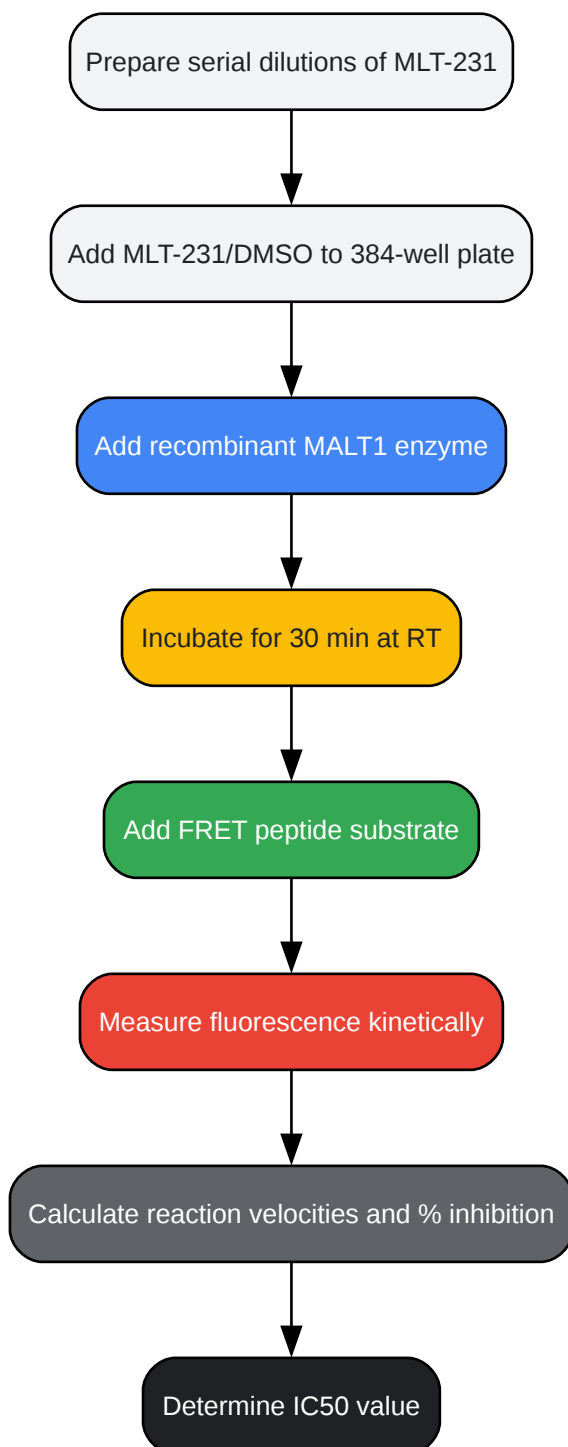 Prepare serial dilutions of MLT-231
Add MLT-231/DMSO to 384-well plate
Add recombinant MALT1 enzyme
Incubate for 30 min at RT
Add FRET peptide substrate
Measure fluorescence kinetically
Calculate reaction velocities and % inhibition
Determine IC50 value